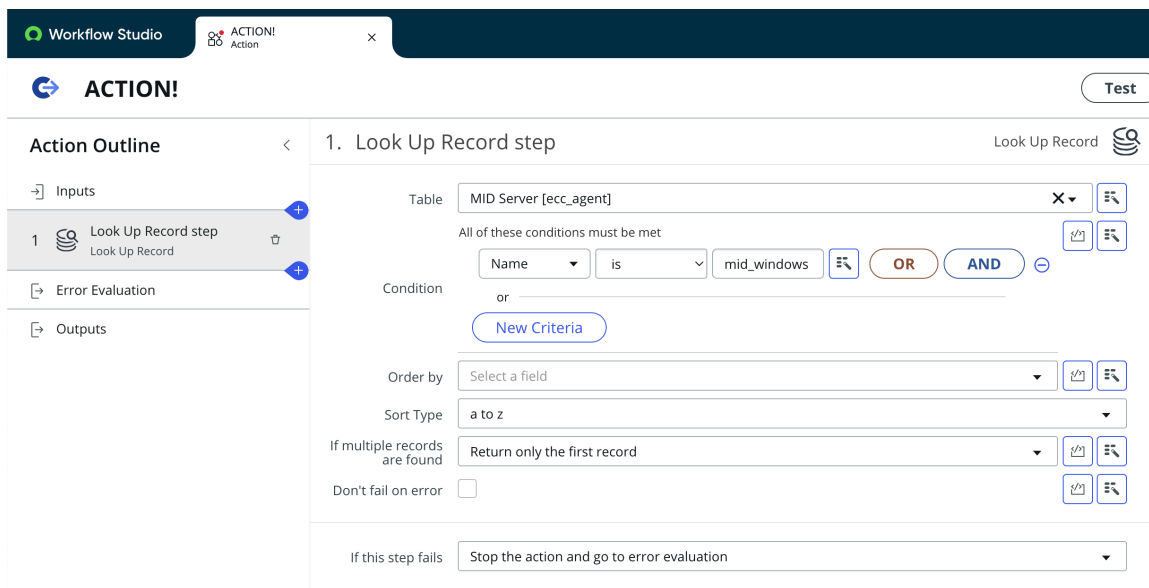 Workflow Studio
ACTION!
Action
ACTION!
Test
Action Outline
Inputs
1
Look Up Record step
Look Up Record
Error Evaluation
Outputs
1. Look Up Record step
Look Up Record
Table
MID Server [ecc_agent]
All of these conditions must be met
Condition
Name
is
mid_windows
OR
AND
or
New Criteria
Order by
Select a field
Sort Type
a to z
If multiple records
are found
Return only the first record
Don't fail on error
If this step fails
Stop the action and go to error evaluation